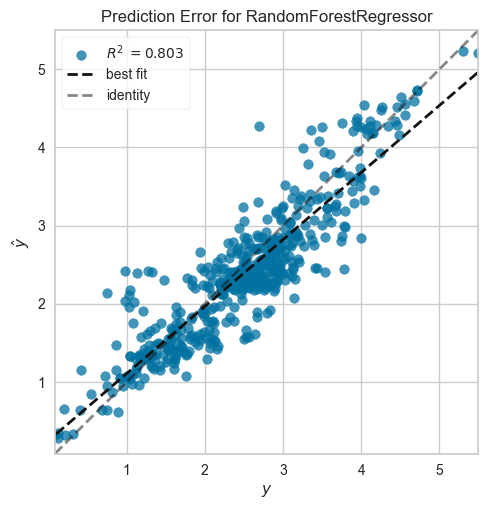 Prediction Error for RandomForestRegressor
R² = 0.803
best fit
identity
5
4
3
2
1
ŷ
1 2 3 4 5
y